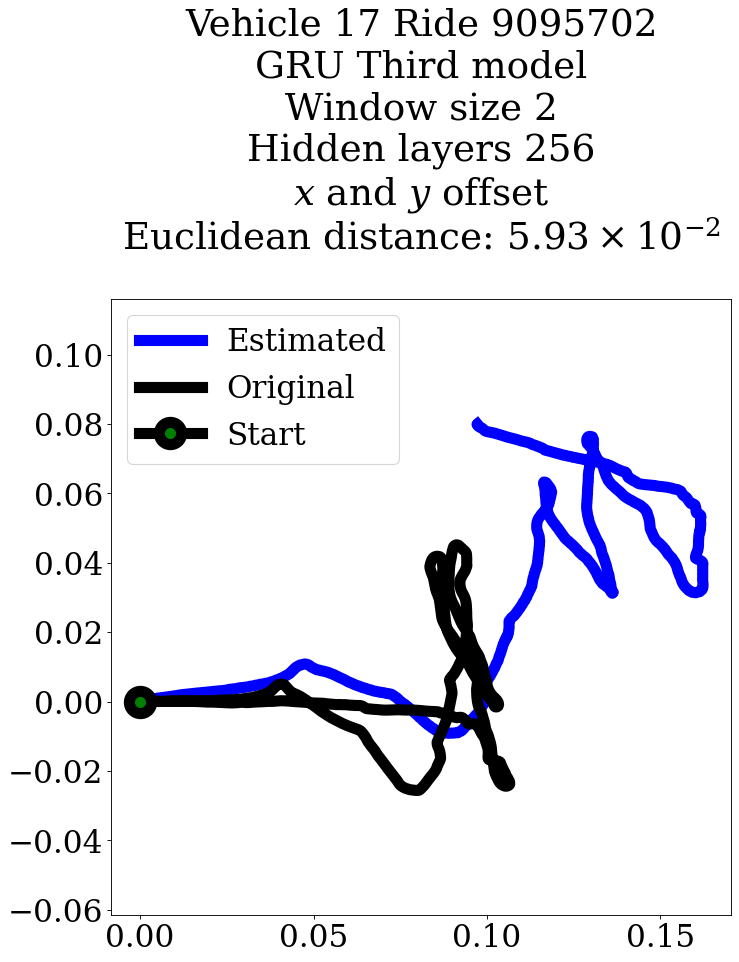 Vehicle 17 Ride 9095702
GRU Third model
Window size 2
Hidden layers 256
x and y offset
Euclidean distance: 5.93 × 10⁻²
Estimated
Original
Start
0.10
0.08
0.06
0.04
0.02
0.00
−0.02
−0.04
−0.06
0.00 0.05 0.10 0.15